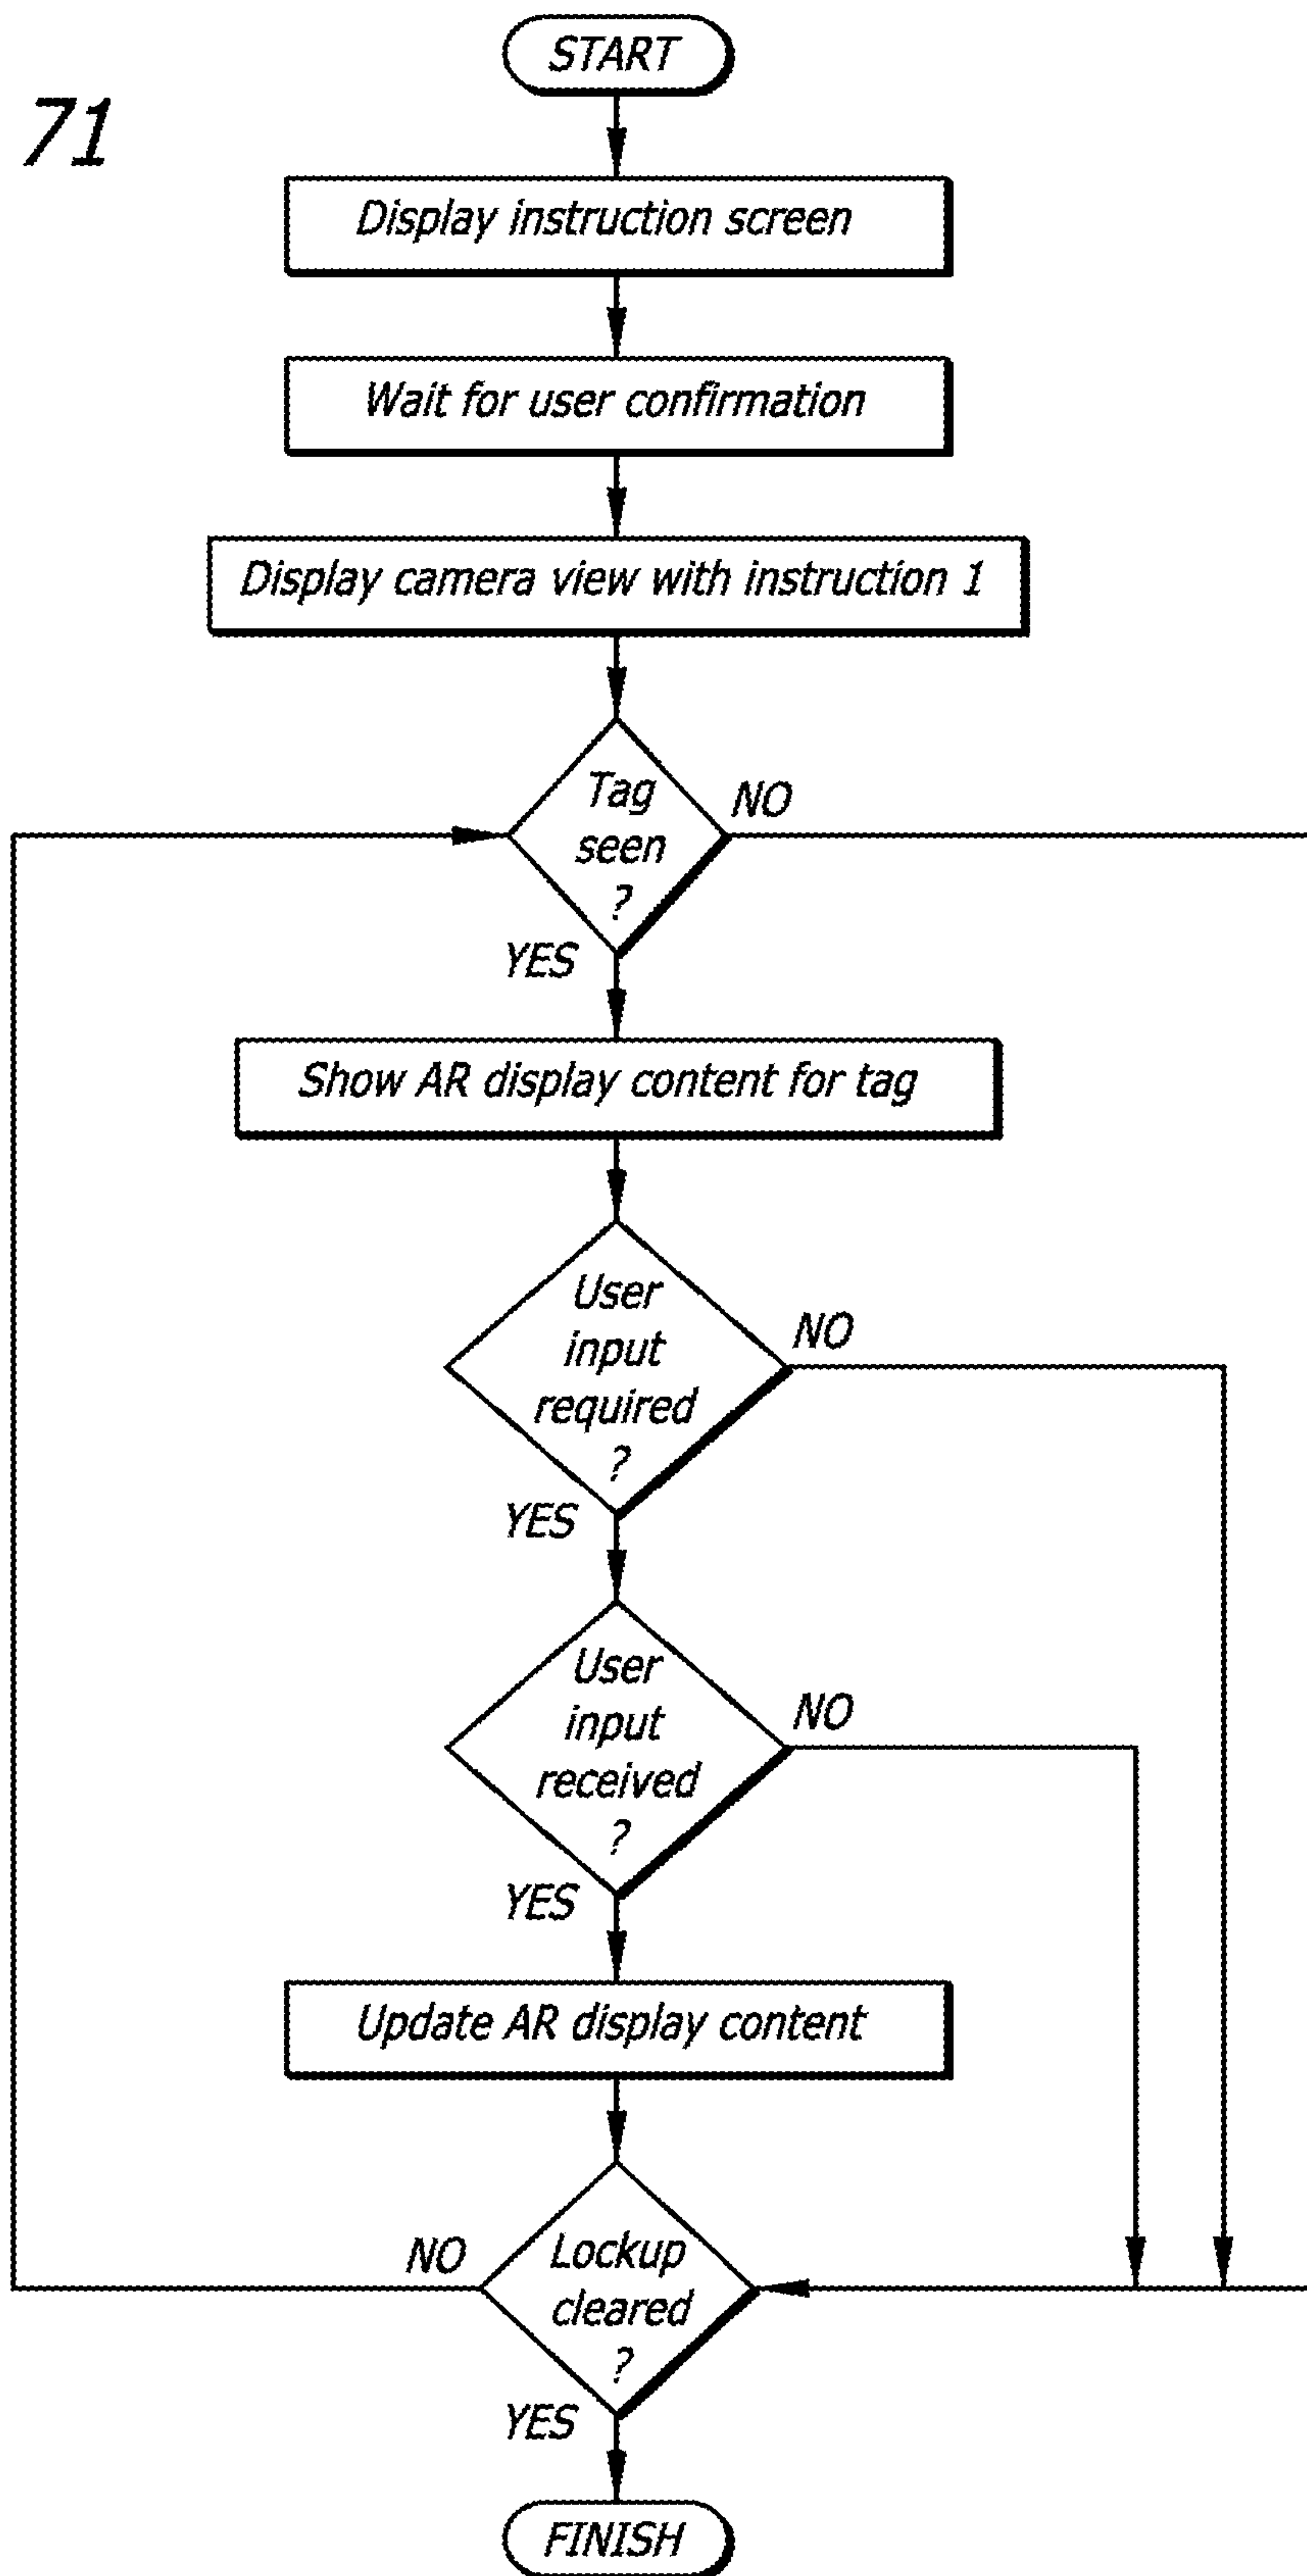 71
START
Display instruction screen
Wait for user confirmation
Display camera view with instruction 1
Tag
seen
?
NO
YES
Show AR display content for tag
User
input
required
?
NO
YES
User
input
received
?
NO
YES
Update AR display content
NO
Lockup
cleared
?
YES
FINISH